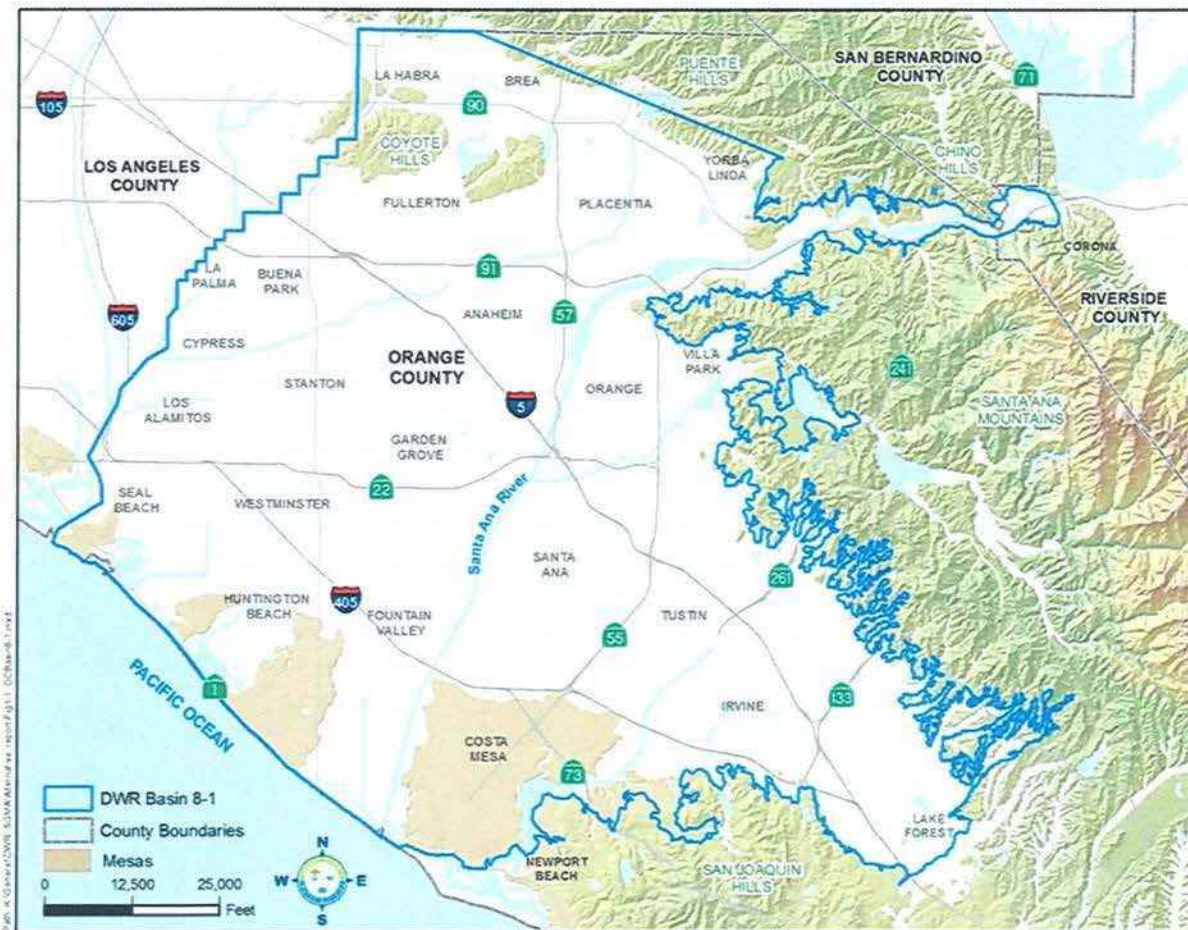 SAN BERNARDINO
COUNTY
71
PUENTE
HILLS
LA HABRA
BREA
105
90
COYOTE
HILLS
CHINO
HILLS
LOS ANGELES
COUNTY
YORBA
LINDA
FULLERTON
PLACENTIA
CORONA
LA
PALMA
BUENA
PARK
91
RIVERSIDE
COUNTY
605
ANAHEIM
57
CYPRESS
VILLA
PARK
ORANGE
COUNTY
241
STANTON
ORANGE
5
LOS
ALAMITOS
SANTA ANA
MOUNTAINS
GARDEN
GROVE
22
SEAL
BEACH
WESTMINSTER
Santa Ana River
SANTA
ANA
261
HUNTINGTON
BEACH
405
FOUNTAIN
VALLEY
TUSTIN
55
PACIFIC OCEAN
1
133
IRVINE
COSTA
MESA
73
LAKE
FOREST
NEWPORT
BEACH
SAN JOAQUIN
HILLS
DWR Basin 8-1
County Boundaries
Mesas
0 12,500 25,000
Feet
N
W E
S